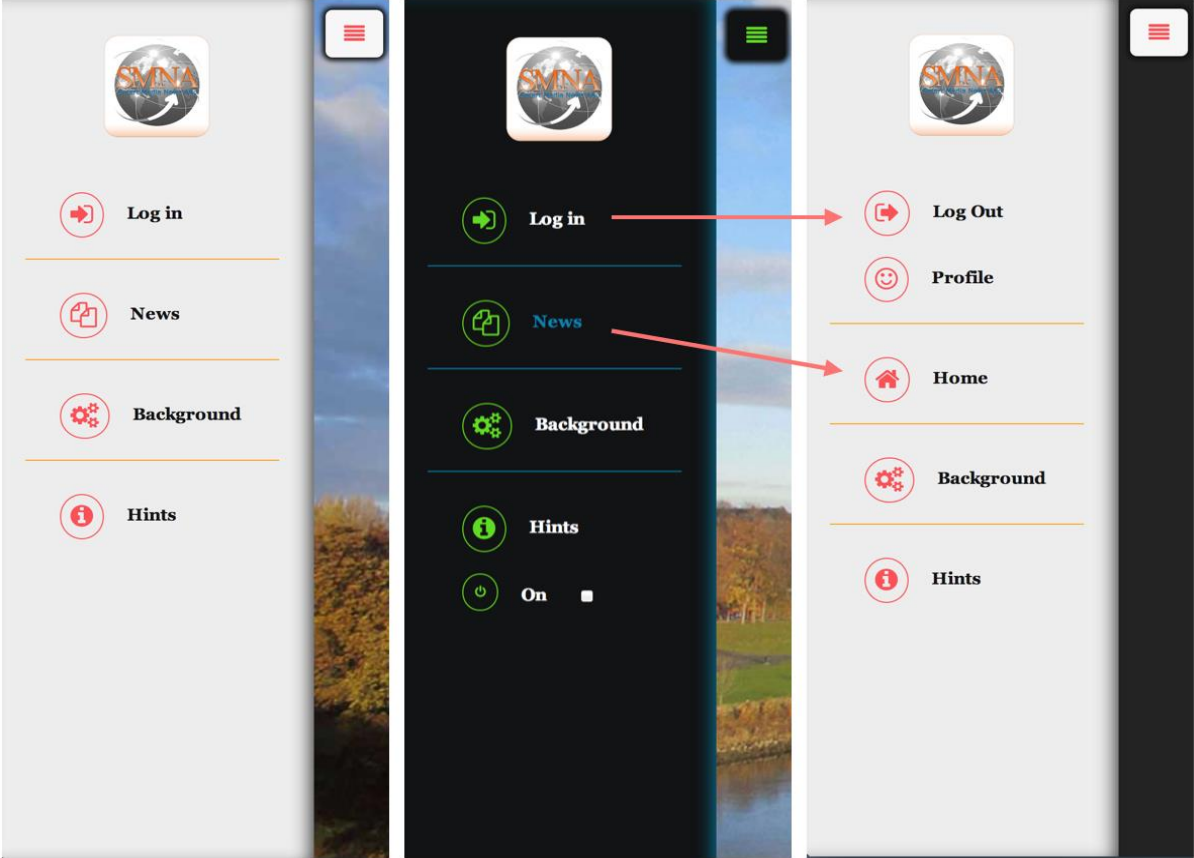 SMNA
Log in
News
Background
Hints
SMNA
Log in
News
Background
Hints
On
SMNA
Log Out
Profile
Home
Background
Hints